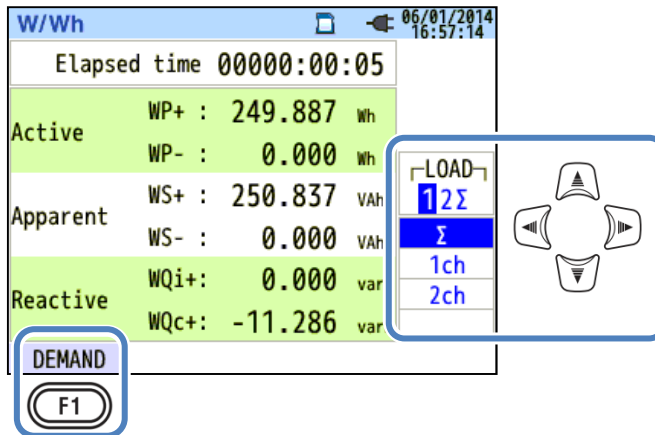 W/Wh
06/01/2014
16:57:14
Elapsed time 00000:00:05
Active
WP+ : 249.887 Wh
WP- : 0.000 Wh
Apparent
WS+ : 250.837 VAh
WS- : 0.000 VAh
Reactive
WQi+: 0.000 var
WQc+: -11.286 var
LOAD
12Σ
Σ
1ch
2ch
DEMAND
F1